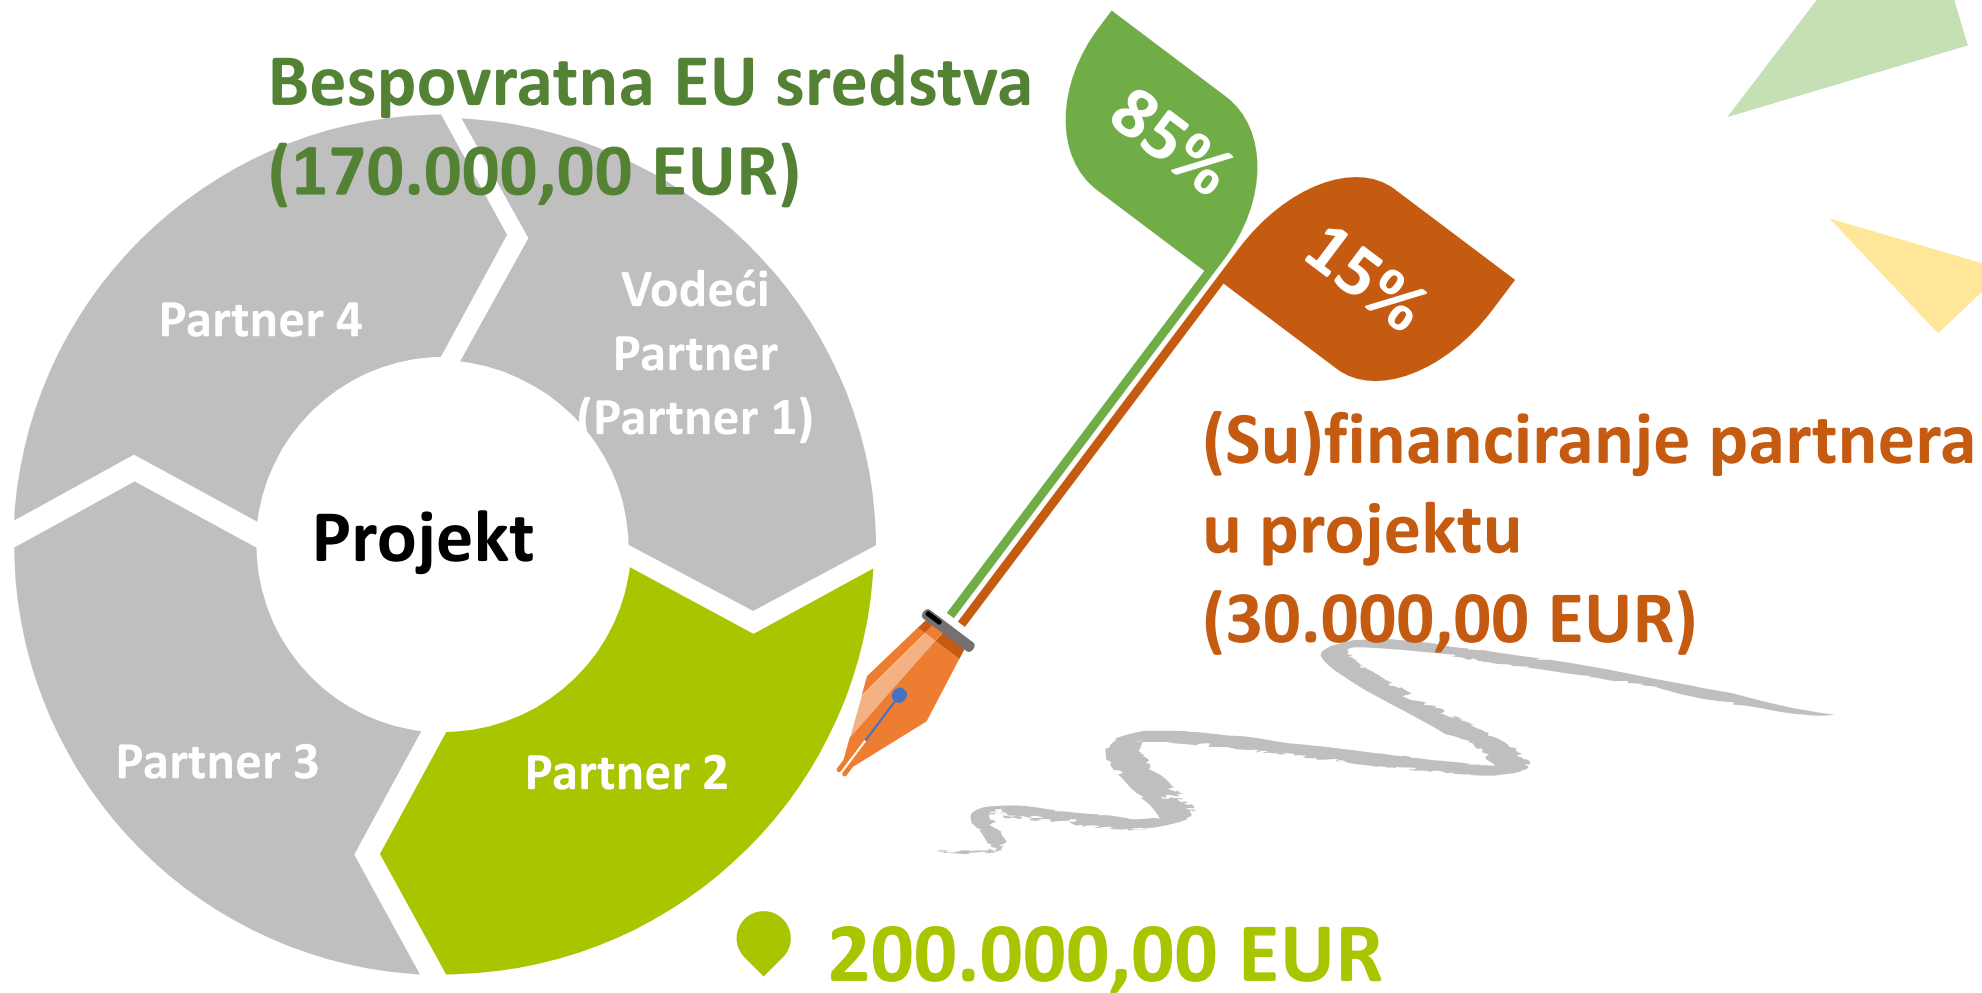 Bespovratna EU sredstva
(170.000,00 EUR)
85%
15%
Partner 4
Vodeći
Partner
(Partner 1)
(Su)financiranje partnera
u projektu
(30.000,00 EUR)
Projekt
Partner 3
Partner 2
200.000,00 EUR